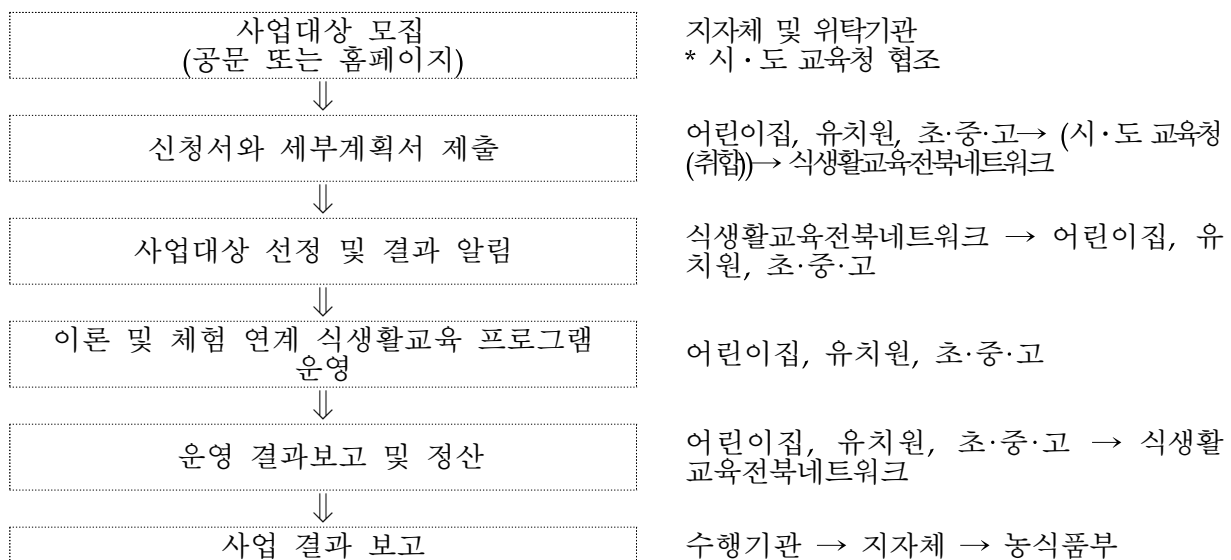 사업대상 모집
(공문 또는 홈페이지)
지자체 및 위탁기관
* 시·도 교육청 협조
⇓
신청서와 세부계획서 제출
어린이집, 유치원, 초·중·고→ (시·도 교육청
(취합))→ 식생활교육전북네트워크
⇓
사업대상 선정 및 결과 알림
식생활교육전북네트워크 → 어린이집, 유
치원, 초·중·고
⇓
이론 및 체험 연계 식생활교육 프로그램
운영
어린이집, 유치원, 초·중·고
⇓
운영 결과보고 및 정산
어린이집, 유치원, 초·중·고 → 식생활
교육전북네트워크
⇓
사업 결과 보고
수행기관 → 지자체 → 농식품부